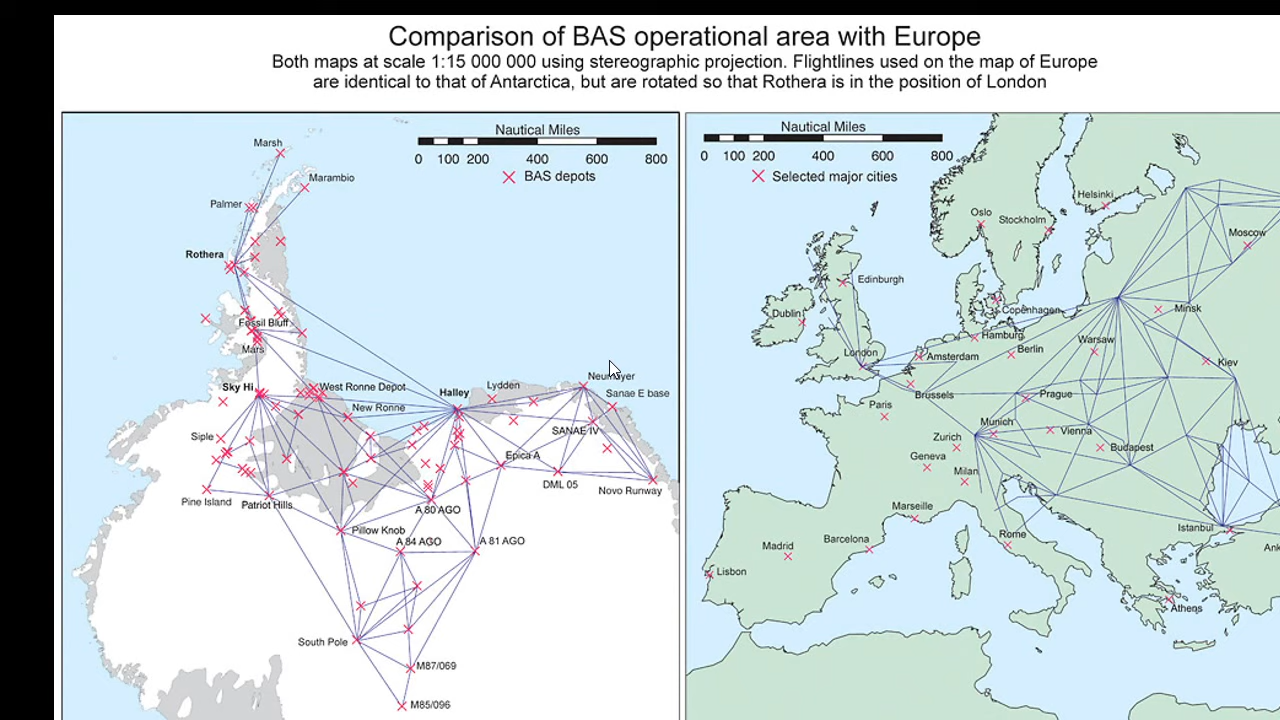 Comparison of BAS operational area with Europe
Both maps at scale 1:15 000 000 using stereographic projection. Flightlines used on the map of Europe
are identical to that of Antarctica, but are rotated so that Rothera is in the position of London
Nautical Miles
0 100 200 400 600 800
BAS depots
Marsh
Marambio
Palmer
Rothera
Fossil Bluff
Mars
Sky Hi
West Ronne Depot
New Ronne
Halley
Lydden
Neumayer
Sanae E base
SANAE IV
Siple
Epica A
DML 05
Novo Runway
Pine Island
Patriot Hills
A 80 AGO
Pillow Knob
A 84 AGO
A 81 AGO
South Pole
M87/069
M85/096
Nautical Miles
0 100 200 400 600 800
Selected major cities
Helsinki
Oslo
Stockholm
Moscow
Edinburgh
Dublin
Copenhagen
Minsk
Hamburg
Warsaw
London
Amsterdam
Berlin
Kiev
Brussels
Prague
Paris
Munich
Vienna
Zurich
Budapest
Geneva
Milan
Marseille
Istanbul
Rome
Madrid
Barcelona
Ank
Lisbon
Athens